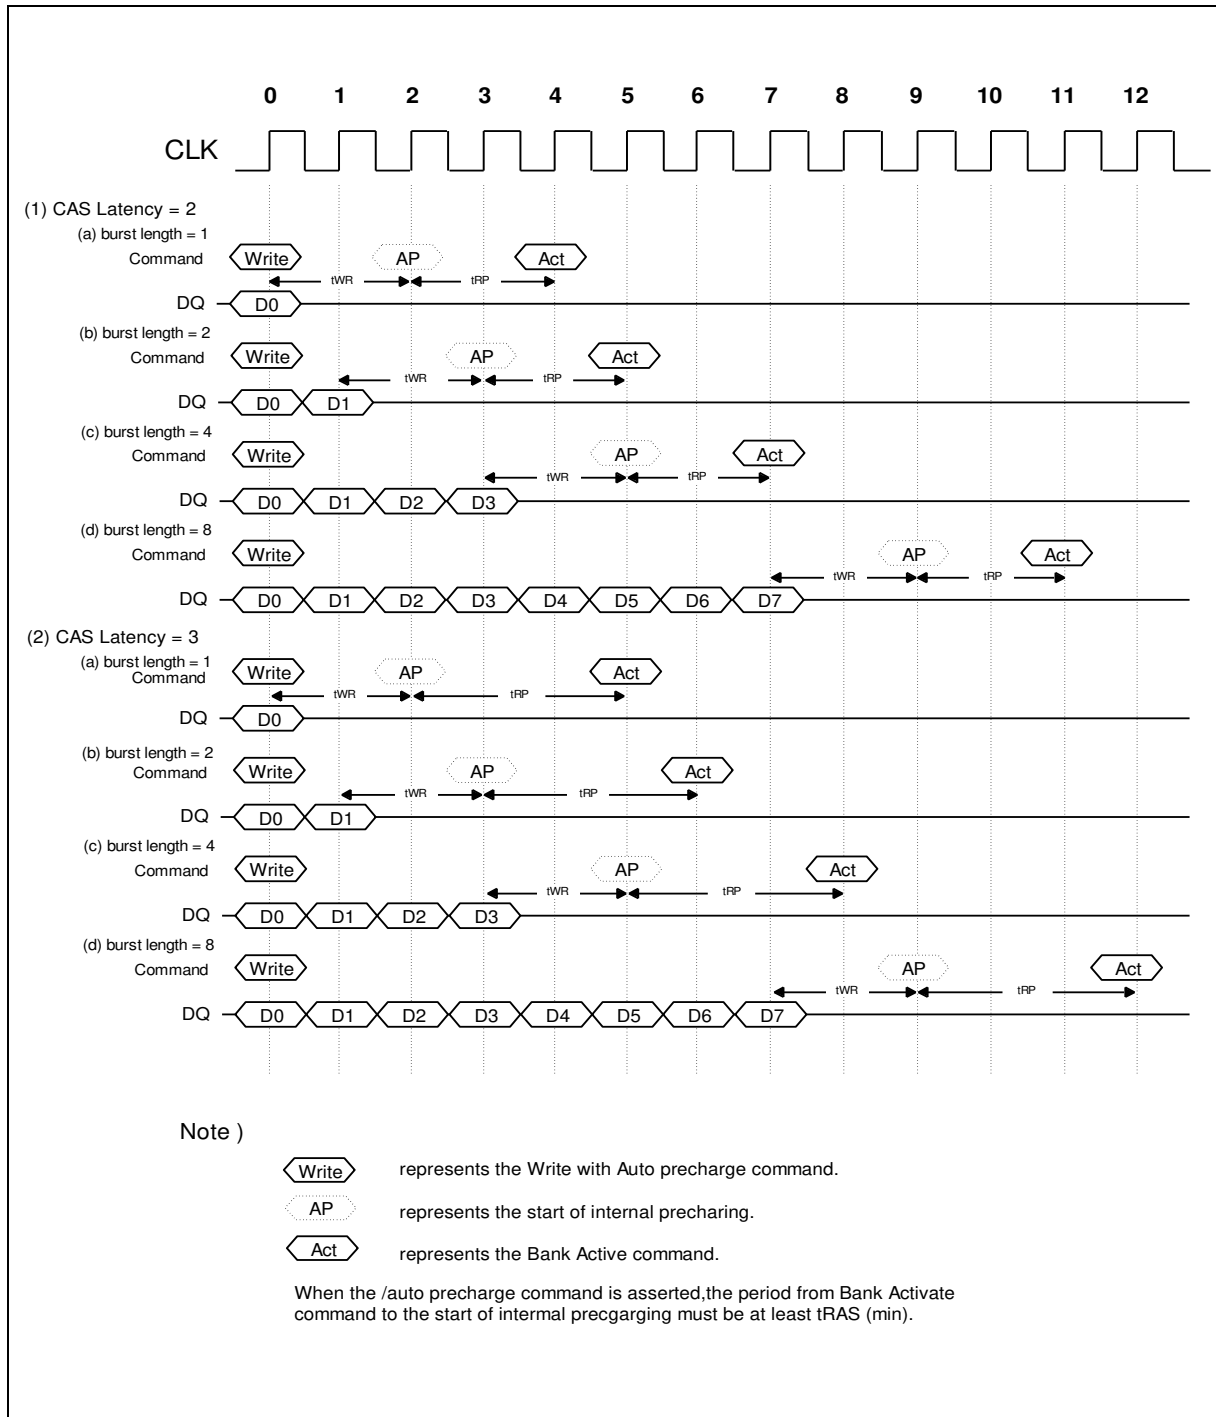 0 1 2 3 4 5 6 7 8 9 10 11 12
CLK
(1) CAS Latency = 2
(a) burst length = 1
Command Write AP Act
tWR tRP
DQ D0
(b) burst length = 2
Command Write AP Act
tWR tRP
DQ D0 D1
(c) burst length = 4
Command Write AP Act
tWR tRP
DQ D0 D1 D2 D3
(d) burst length = 8
Command Write AP Act
tWR tRP
DQ D0 D1 D2 D3 D4 D5 D6 D7
(2) CAS Latency = 3
(a) burst length = 1
Command Write AP Act
tWR tRP
DQ D0
(b) burst length = 2
Command Write AP Act
tWR tRP
DQ D0 D1
(c) burst length = 4
Command Write AP Act
tWR tRP
DQ D0 D1 D2 D3
(d) burst length = 8
Command Write AP Act
tWR tRP
DQ D0 D1 D2 D3 D4 D5 D6 D7
Note )
Write represents the Write with Auto precharge command.
AP represents the start of internal precharing.
Act represents the Bank Active command.
When the /auto precharge command is asserted,the period from Bank Activate
command to the start of intermal precgarging must be at least tRAS (min).